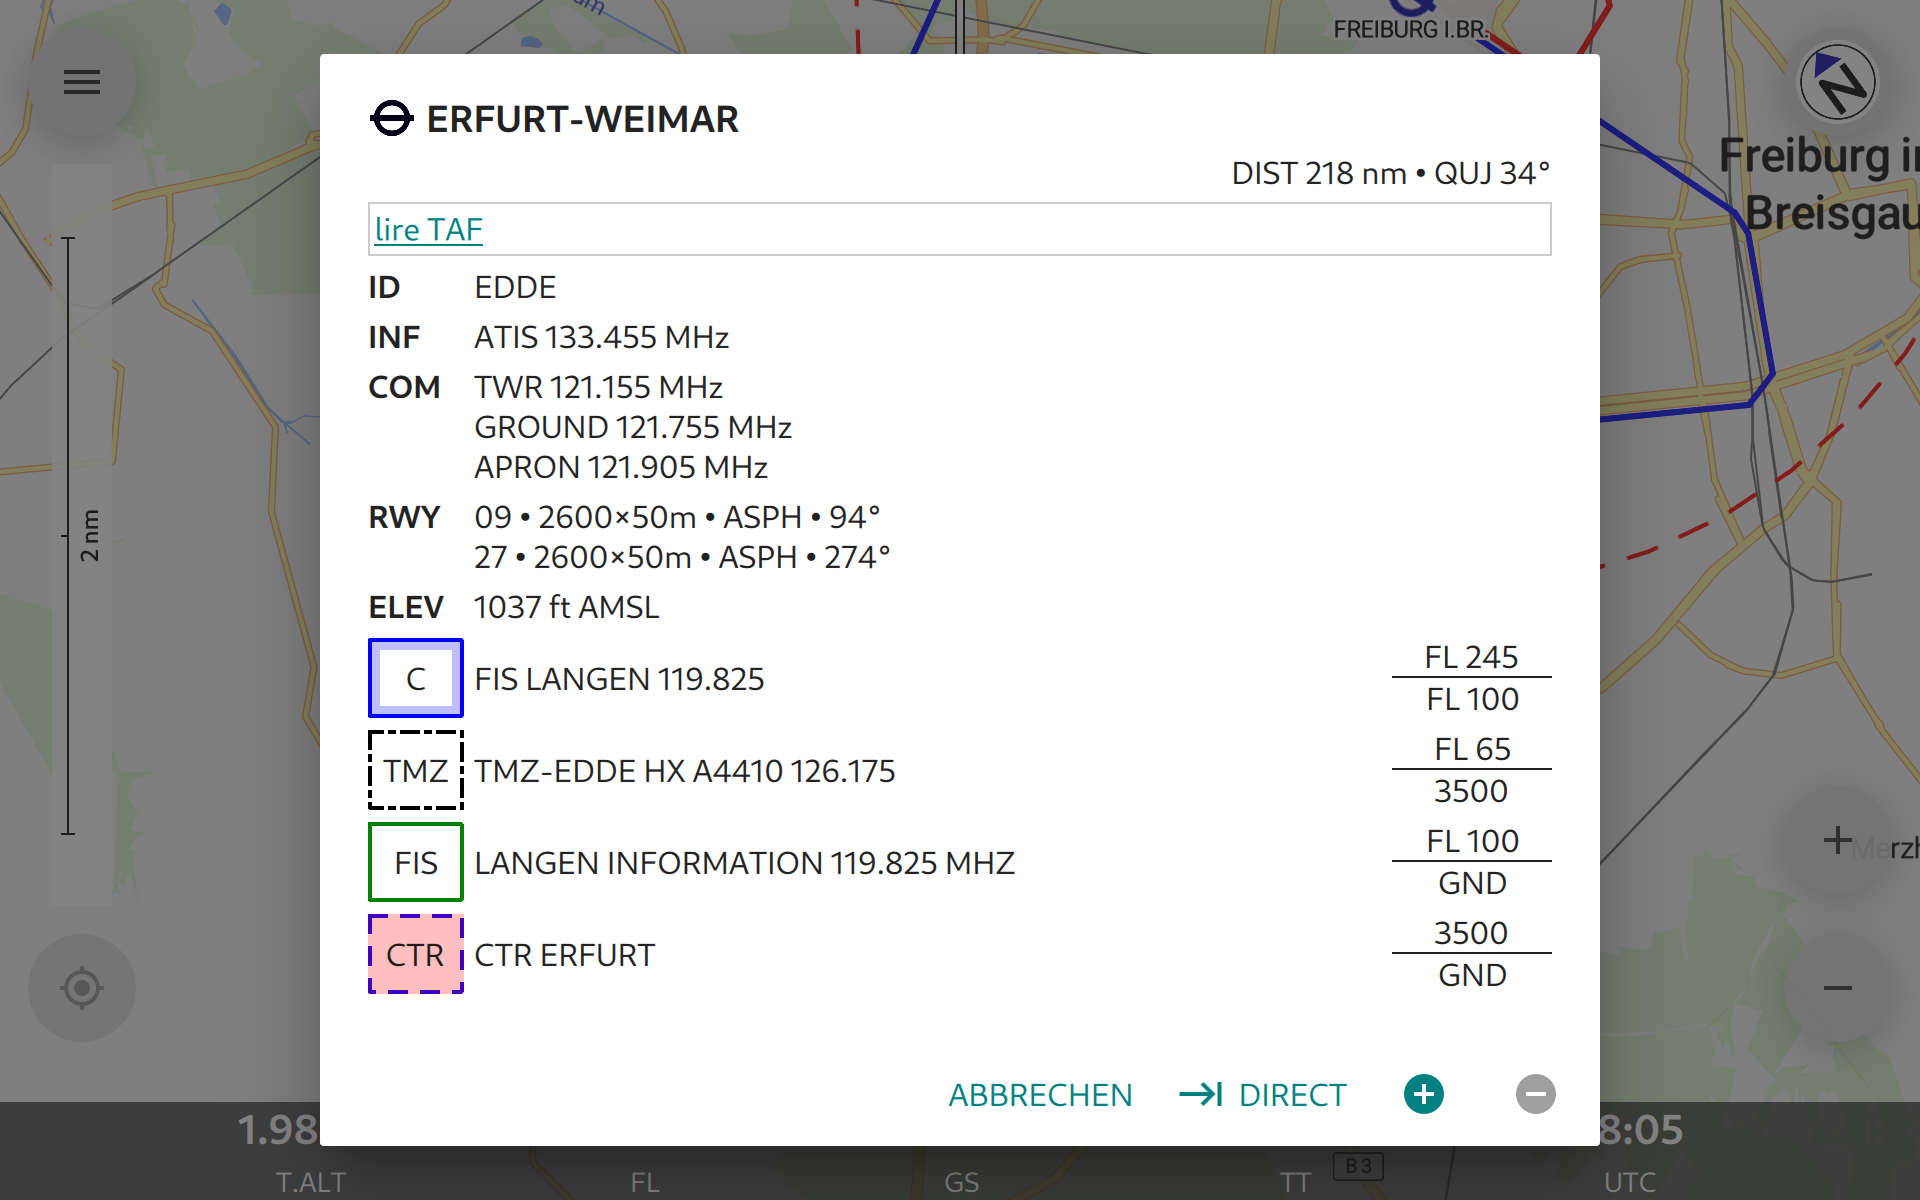 FREIBURG I.BR.
N
ERFURT-WEIMAR
DIST 218 nm • QUJ 34°
Freiburg
Breisgau
lire TAF
ID EDDE
INF ATIS 133.455 MHz
COM TWR 121.155 MHz
GROUND 121.755 MHz
APRON 121.905 MHz
RWY 09 • 2600×50m • ASPH • 94°
27 • 2600×50m • ASPH • 274°
2 nm
ELEV 1037 ft AMSL
C FIS LANGEN 119.825 FL 245
FL 100
TMZ TMZ-EDDE HX A4410 126.175 FL 65
3500
FIS LANGEN INFORMATION 119.825 MHZ FL 100
GND
CTR CTR ERFURT 3500
GND
ABBRECHEN DIRECT
1.98 8:05
B 3
T.ALT FL GS TT UTC